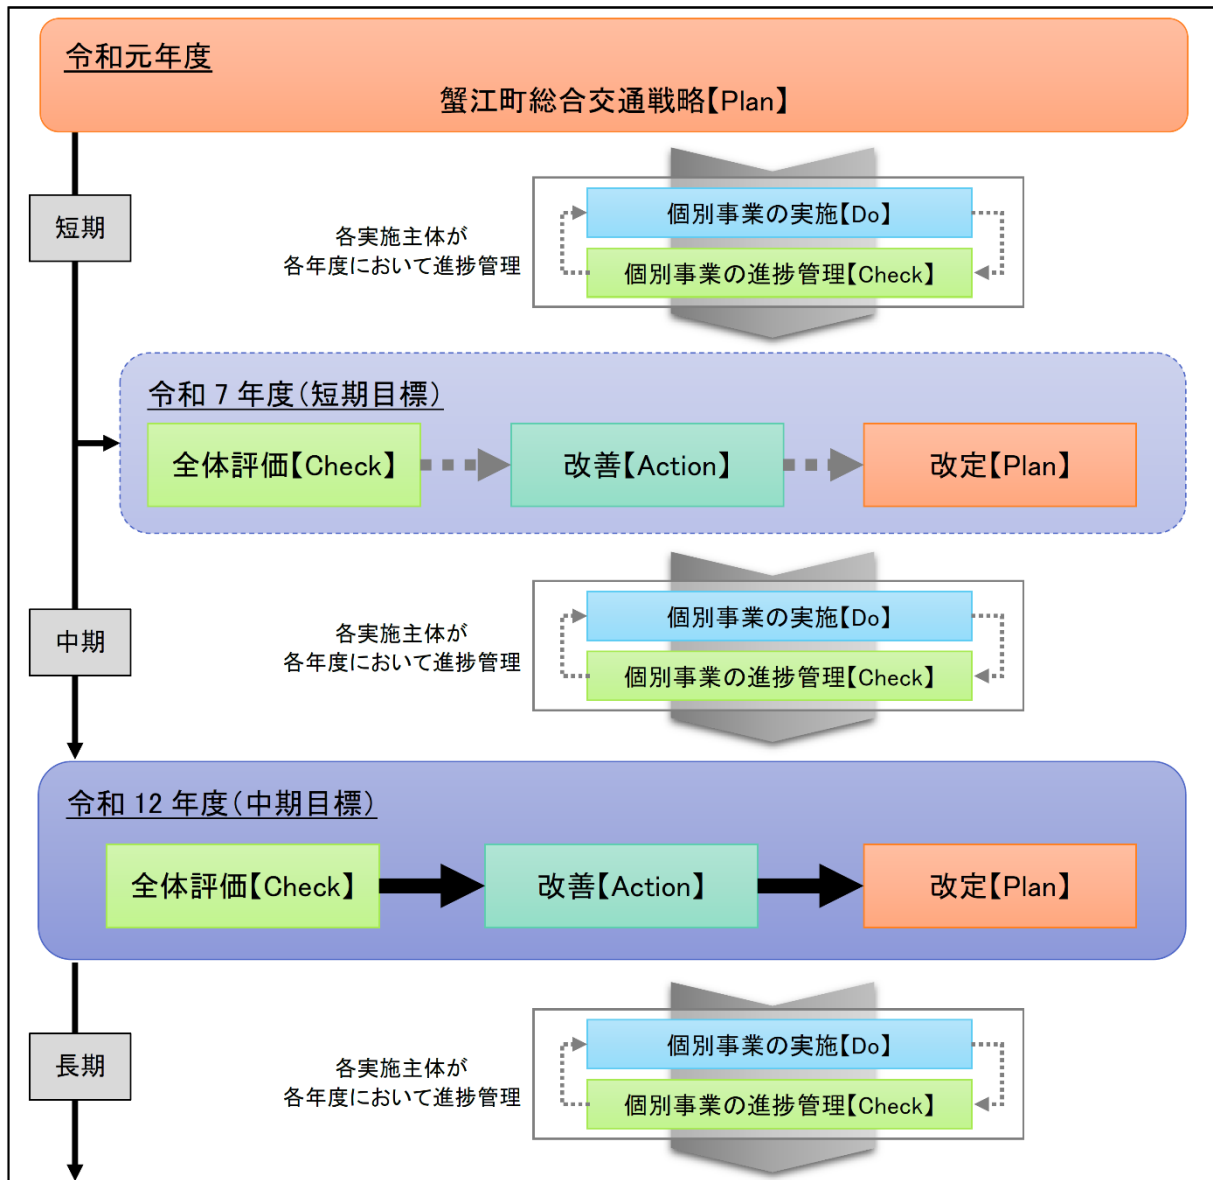 令和元年度
蟹江町総合交通戦略【Plan】
短期
各実施主体が
各年度において進捗管理
個別事業の実施【Do】
個別事業の進捗管理【Check】
令和 7 年度（短期目標）
全体評価【Check】
改善【Action】
改定【Plan】
中期
各実施主体が
各年度において進捗管理
個別事業の実施【Do】
個別事業の進捗管理【Check】
令和 12 年度（中期目標）
全体評価【Check】
改善【Action】
改定【Plan】
長期
各実施主体が
各年度において進捗管理
個別事業の実施【Do】
個別事業の進捗管理【Check】